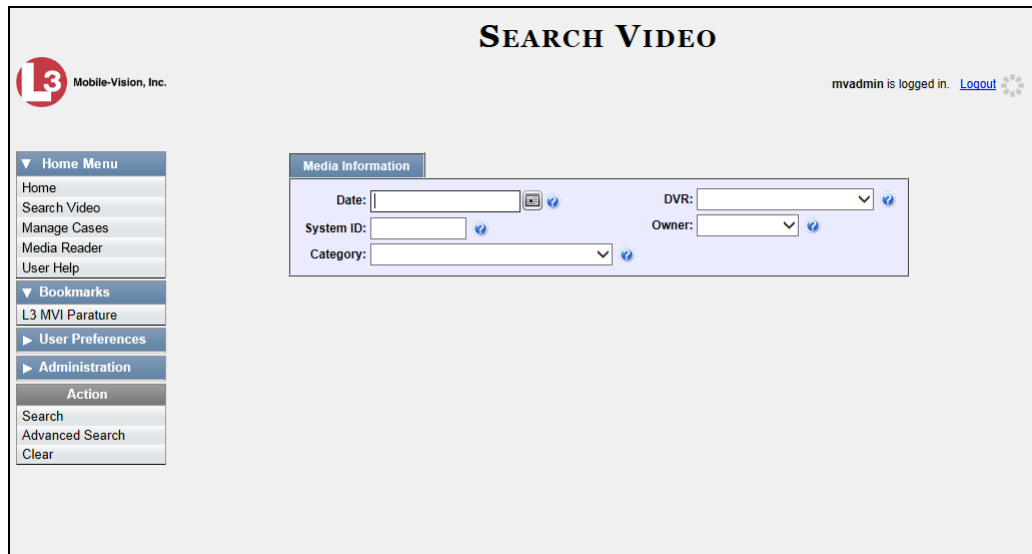 SEARCH VIDEO
L3 Mobile-Vision, Inc.
mvadmin is logged in. Logout
Home Menu
Home
Search Video
Manage Cases
Media Reader
User Help
Bookmarks
L3 MVI Parature
User Preferences
Administration
Action
Search
Advanced Search
Clear
Media Information
Date: ? DVR: ?
System ID: ? Owner: ?
Category: ?